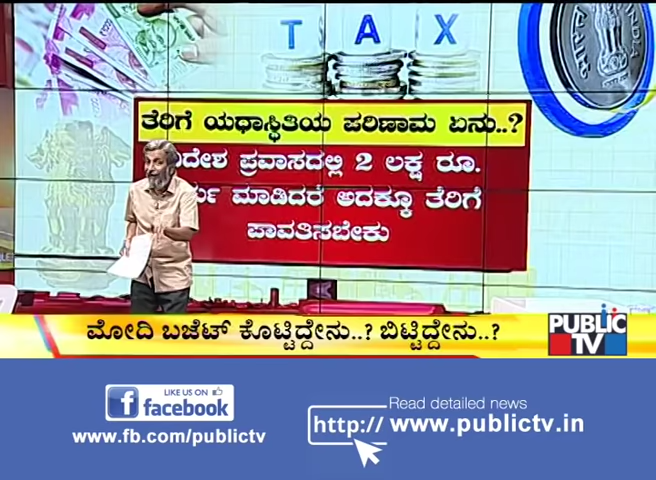 TAX
ತೆರಿಗೆ ಯಥಾಸ್ಥಿತಿಯ ಪರಿಣಾಮ ಏನು..?
ಪ್ರವಾಸದಲ್ಲಿ 2 ಲಕ್ಷ ರೂ.
ಮಾಡಿದರೆ ಅದಕ್ಕೂ ತೆರಿಗೆ
ಪಾವತಿಸಬೇಕು
ಮೋದಿ ಬಜೆಟ್ ಕೊಟ್ಟಿದ್ದೇನು..? ಬಿಟ್ಟಿದ್ದೇನು..?
PUBLiC
TV
LIKE US ON
facebook
www.fb.com/publictv
Read detailed news
http:// www.publictv.in